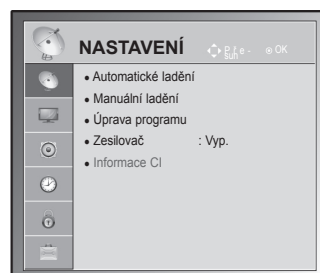 NASTAVENÍ
OK
• Automatické ladění
• Manuální ladění
• Úprava programu
• Zesilovač : Vyp.
• Informace CI